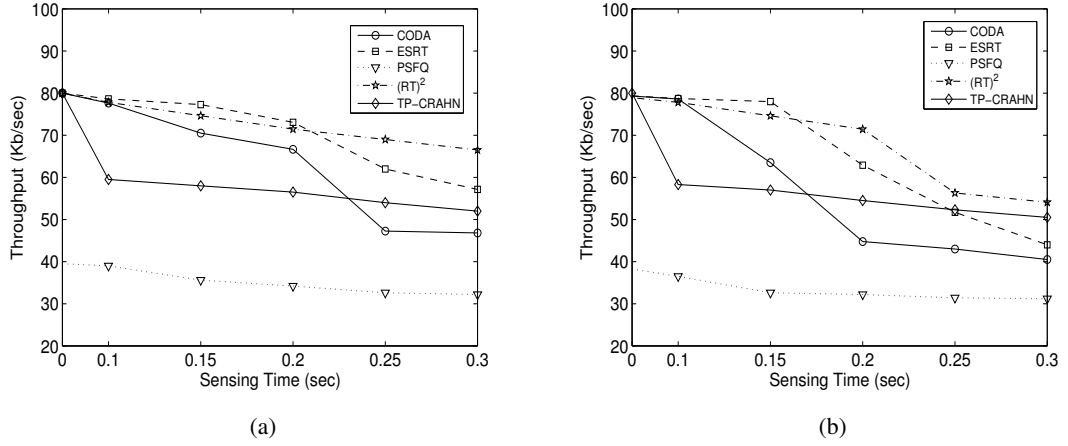 100
90
80
70
60
50
40
30
20
Throughput (Kb/sec)
0
0.1
0.15
0.2
0.25
0.3
Sensing Time (sec)
CODA
ESRT
PSFQ
(RT)²
TP−CRAHN
(a)
100
90
80
70
60
50
40
30
20
Throughput (Kb/sec)
0
0.1
0.15
0.2
0.25
0.3
Sensing Time (sec)
CODA
ESRT
PSFQ
(RT)²
TP−CRAHN
(b)